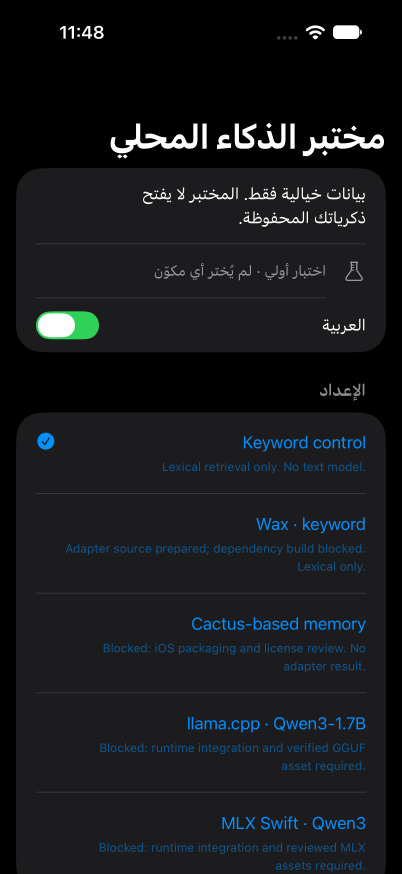 11:48
مختبر الذكاء المحلي
بيانات خيالية فقط. المختبر لا يفتح
ذكرياتك المحفوظة.
اختبار أولي · لم يُختر أي مكوّن
العربية
الإعداد
Keyword control
Lexical retrieval only. No text model.
Wax · keyword
Adapter source prepared; dependency build blocked.
Lexical only.
Cactus-based memory
Blocked: iOS packaging and license review. No
adapter result.
llama.cpp · Qwen3-1.7B
Blocked: runtime integration and verified GGUF
asset required.
MLX Swift · Qwen3
Blocked: runtime integration and reviewed MLX
assets required.